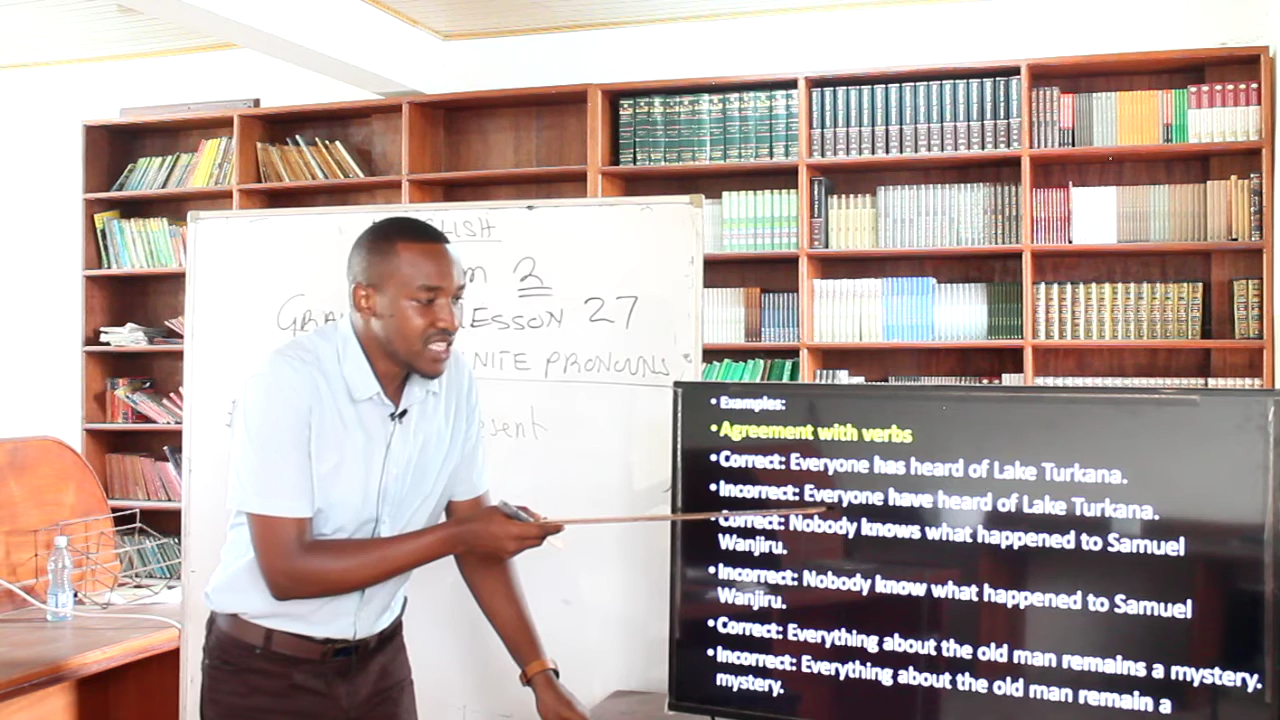 LISH
m 2
GRA LESSON 27
NITE PRONOUNS
esent
• Examples:
• Agreement with verbs
• Correct: Everyone has heard of Lake Turkana.
• Incorrect: Everyone have heard of Lake Turkana.
• Correct: Nobody knows what happened to Samuel
Wanjiru.
• Incorrect: Nobody know what happened to Samuel
Wanjiru.
• Correct: Everything about the old man remains a mystery.
• Incorrect: Everything about the old man remain a
mystery.